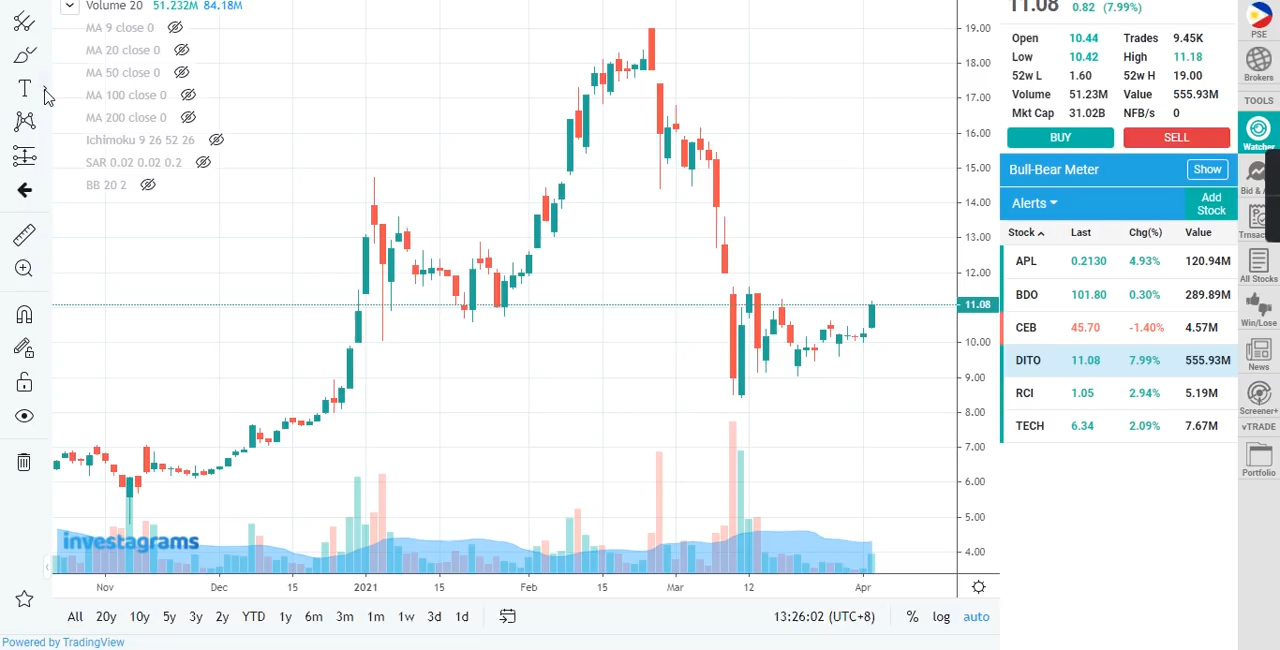 Volume 20 51.232M 84.18M
MA 9 close 0
MA 20 close 0
MA 50 close 0
MA 100 close 0
MA 200 close 0
Ichimoku 9 26 52 26
SAR 0.02 0.02 0.2
BB 20 2
19.00
18.00
17.00
16.00
15.00
14.00
13.00
12.00
11.08
10.00
9.00
8.00
7.00
6.00
5.00
4.00
investagrams
Nov Dec 15 2021 15 Feb 15 Mar 12 Apr
All 20y 10y 5y 3y 2y YTD 1y 6m 3m 1m 1w 3d 1d 13:26:02 (UTC+8) % log auto
Powered by TradingView
11.08 0.82 (7.99%)
Open 10.44 Trades 9.45K
Low 10.42 High 11.18
52w L 1.60 52w H 19.00
Volume 51.23M Value 555.93M
Mkt Cap 31.02B NFB/s 0
BUY SELL
Bull-Bear Meter Show
Alerts Add Stock
Stock Last Chg(%) Value
APL 0.2130 4.93% 120.94M
BDO 101.80 0.30% 289.89M
CEB 45.70 -1.40% 4.57M
DITO 11.08 7.99% 555.93M
RCI 1.05 2.94% 5.19M
TECH 6.34 2.09% 7.67M
PSE
Brokers
TOOLS
Watcher
Bid &
All Stocks
Win/Lose
News
Screener+
vTRADE
Portfolio